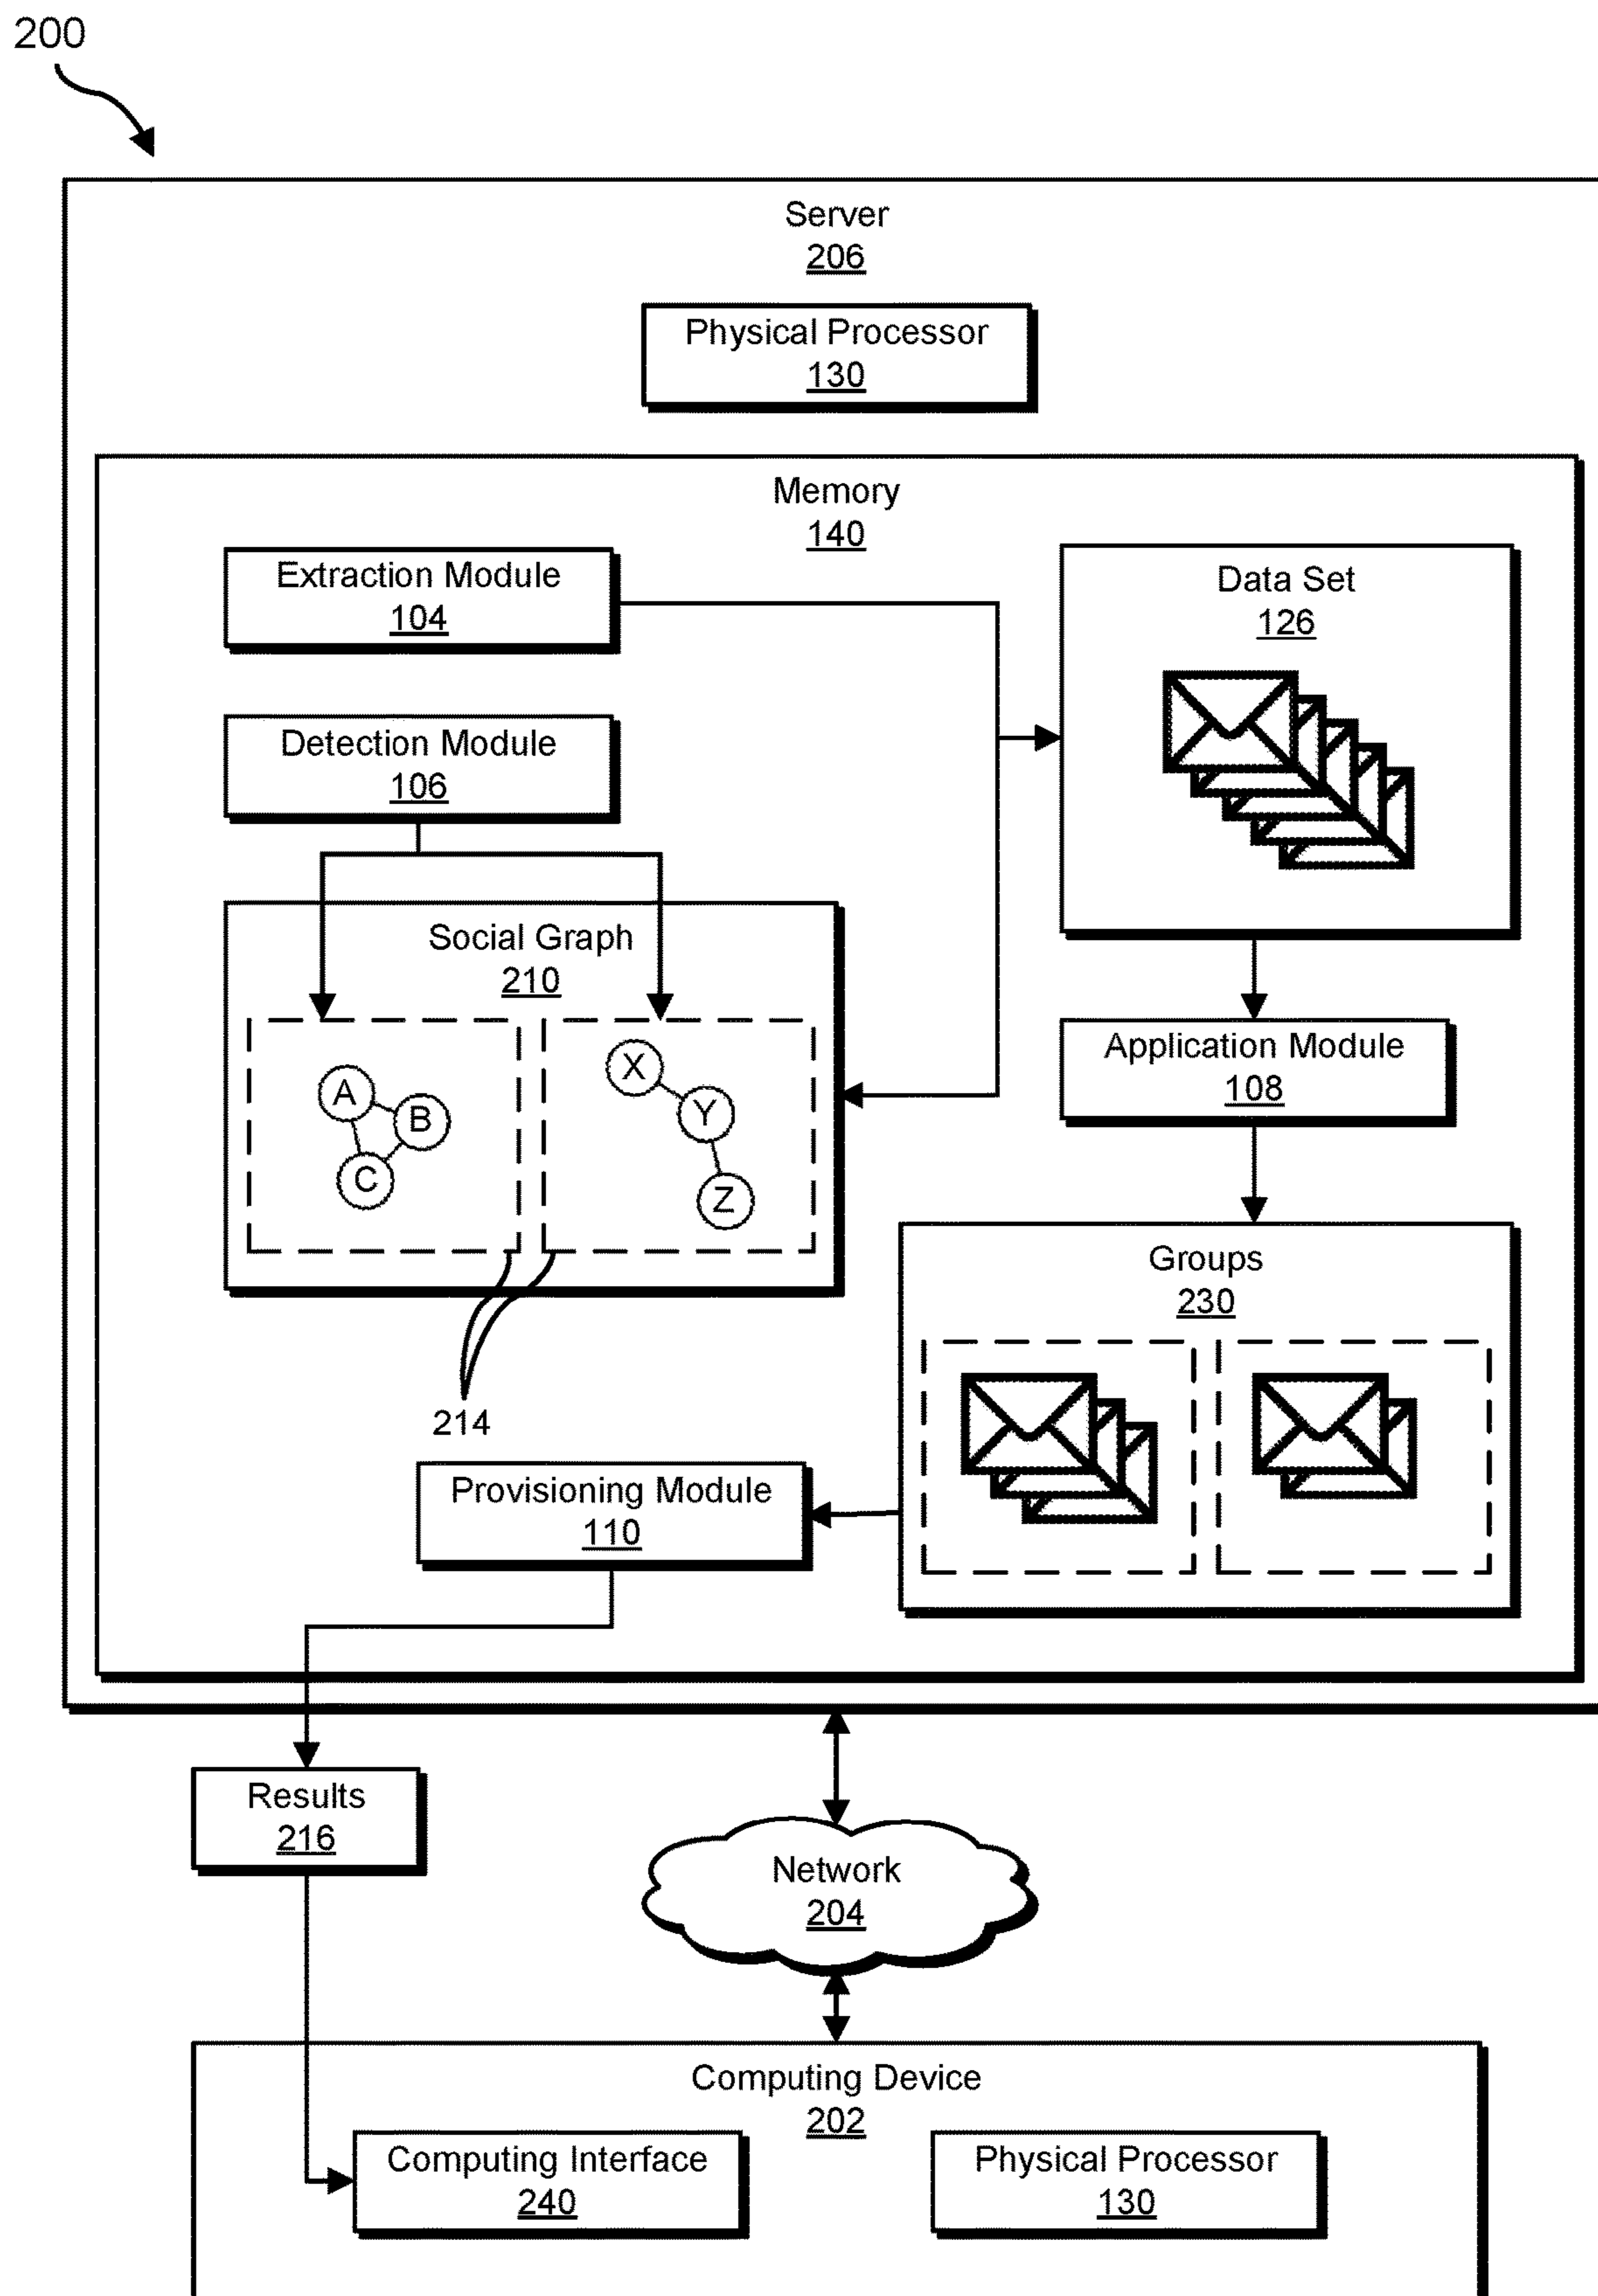 200
Server
206
Physical Processor
130
Memory
140
Extraction Module
104
Data Set
126
Detection Module
106
Social Graph
210
A
B
C
X
Y
Z
Application Module
108
214
Groups
230
Provisioning Module
110
Results
216
Network
204
Computing Device
202
Computing Interface
240
Physical Processor
130